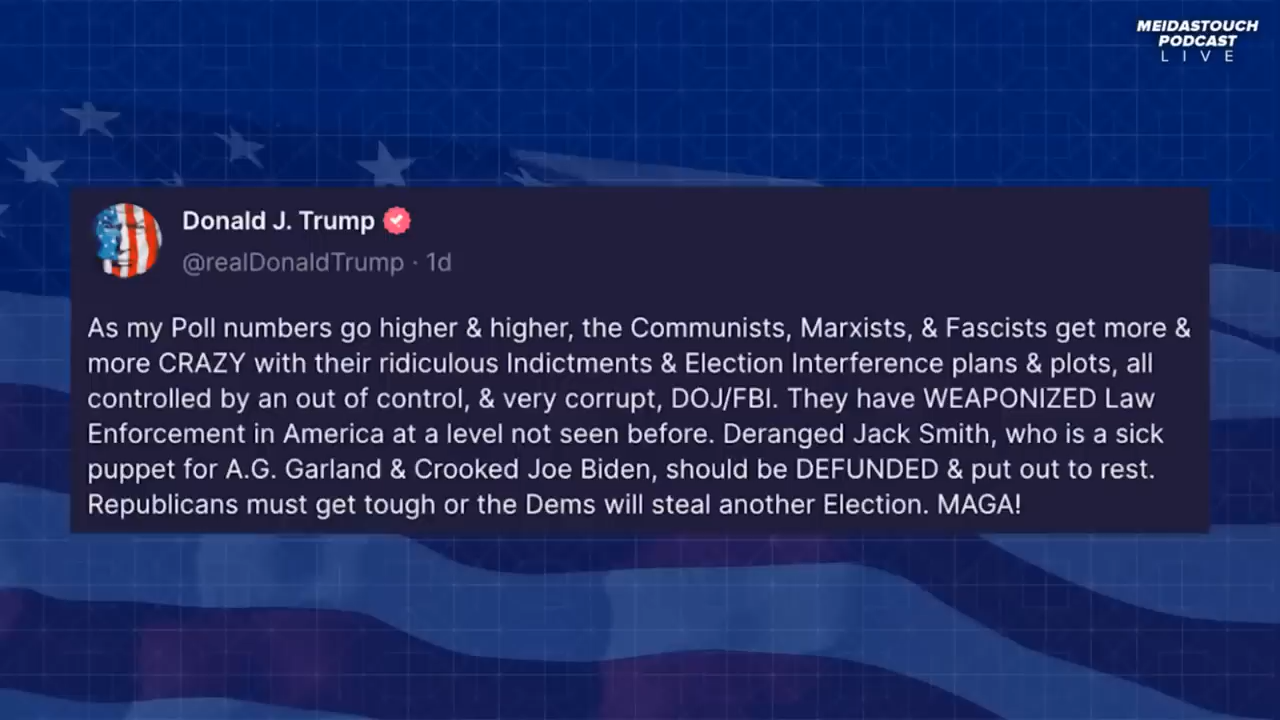 MEIDASTOUCH
PODCAST
LIVE
Donald J. Trump
@realDonaldTrump · 1d
As my Poll numbers go higher & higher, the Communists, Marxists, & Fascists get more &
more CRAZY with their ridiculous Indictments & Election Interference plans & plots, all
controlled by an out of control, & very corrupt, DOJ/FBI. They have WEAPONIZED Law
Enforcement in America at a level not seen before. Deranged Jack Smith, who is a sick
puppet for A.G. Garland & Crooked Joe Biden, should be DEFUNDED & put out to rest.
Republicans must get tough or the Dems will steal another Election. MAGA!